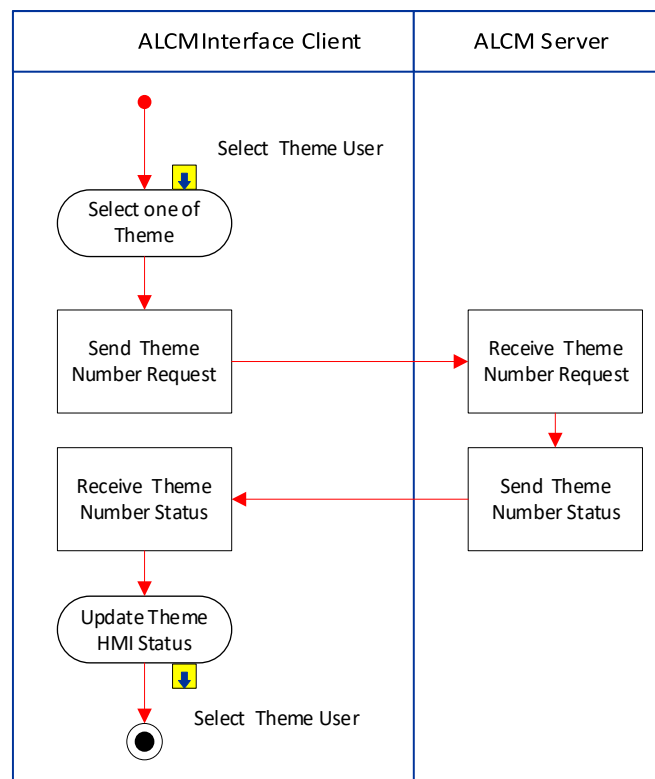 ALCMInterface Client
ALCM Server
Select Theme User
Select one of
Theme
Send Theme
Number Request
Receive Theme
Number Request
Receive Theme
Number Status
Send Theme
Number Status
Update Theme
HMI Status
Select Theme User